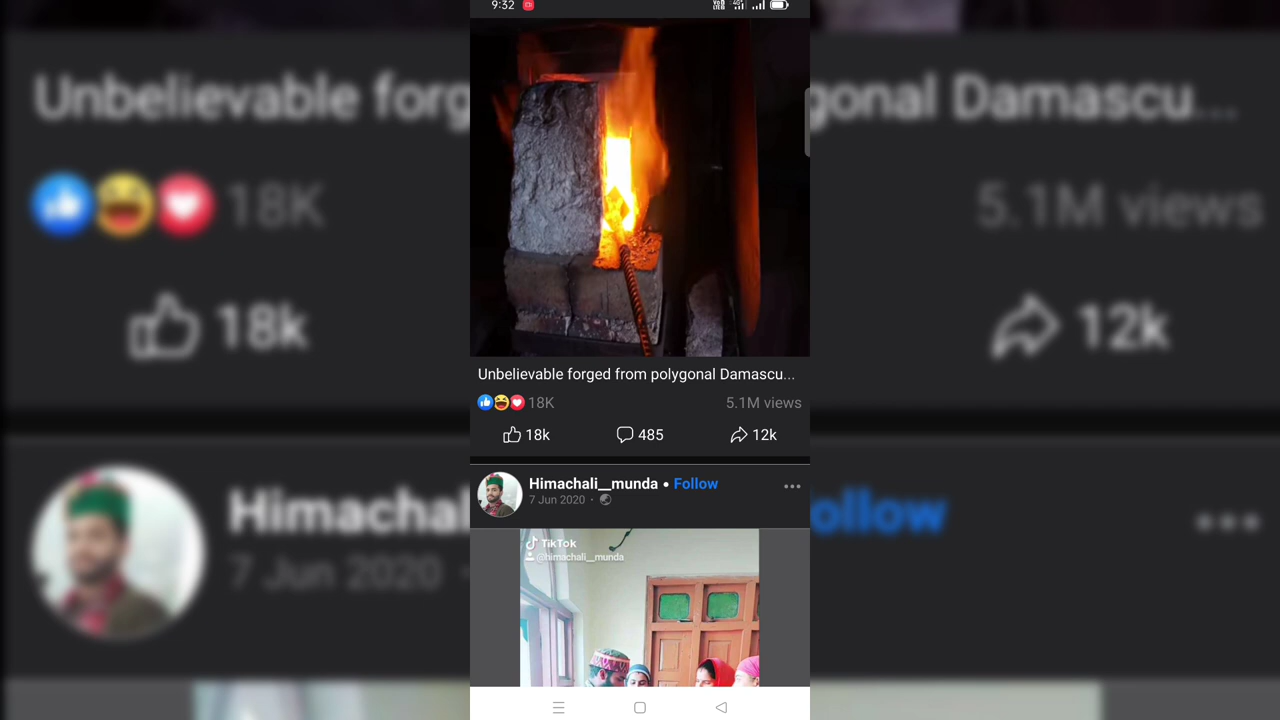 9:32
Unbelievable forged from polygonal Damascu...
18K
5.1M views
18k
485
12k
Himachali__munda • Follow
7 Jun 2020 ·
TikTok
@himachali__munda